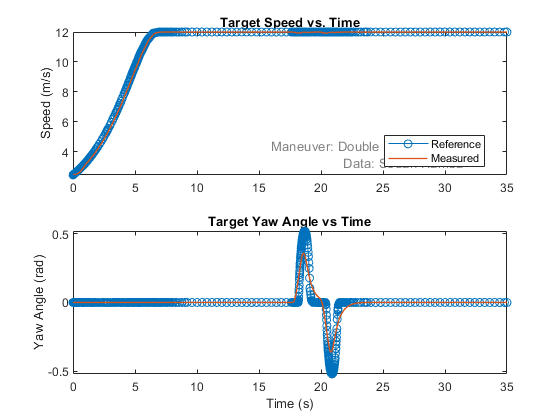 Target Speed vs. Time
12
10
8
6
4
Speed (m/s)
Maneuver: Double
Data:
Reference
Measured
0 5 10 15 20 25 30 35
Target Yaw Angle vs Time
0.5
0
-0.5
Yaw Angle (rad)
0 5 10 15 20 25 30 35
Time (s)